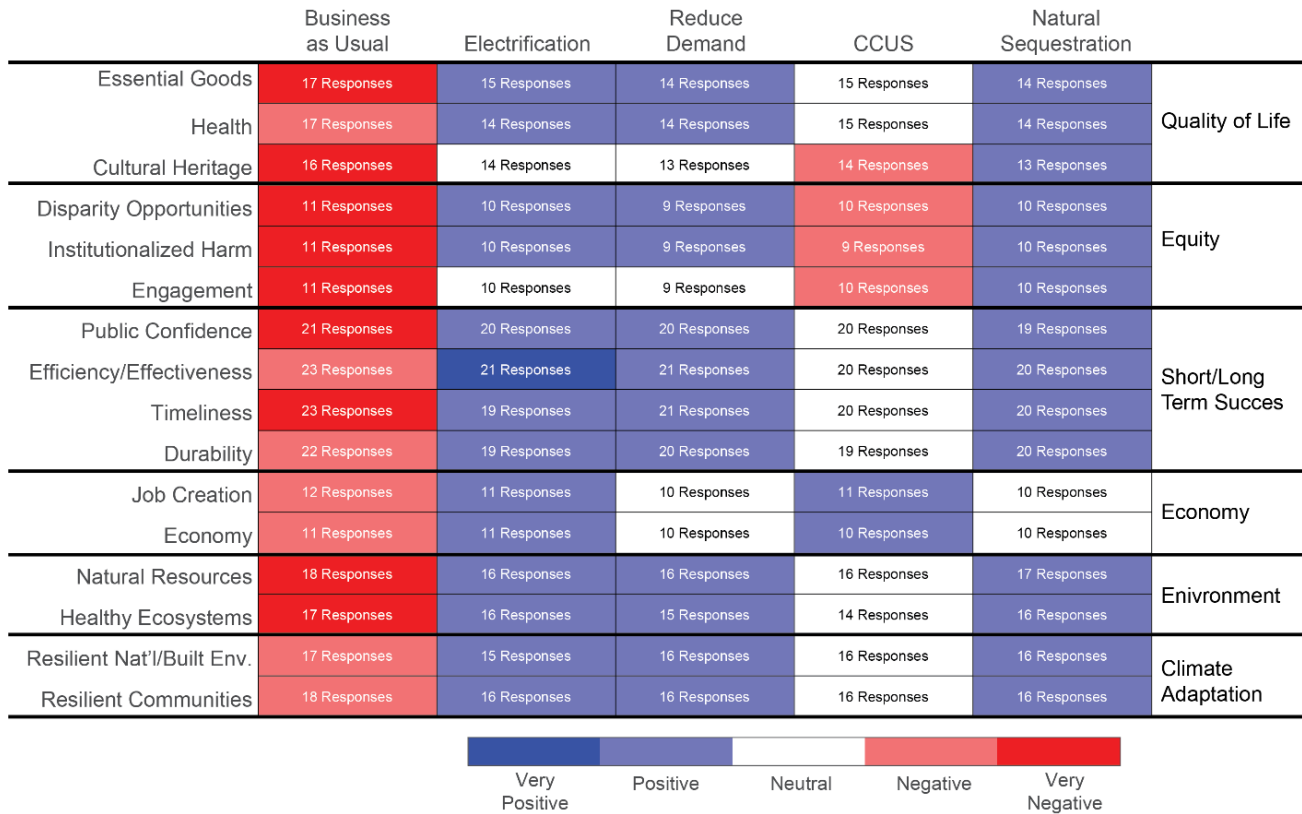 Business as Usual Electrification Reduce Demand CCUS Natural Sequestration
Essential Goods 17 Responses 15 Responses 14 Responses 15 Responses 14 Responses
Health 17 Responses 14 Responses 14 Responses 15 Responses 14 Responses Quality of Life
Cultural Heritage 16 Responses 14 Responses 13 Responses 14 Responses 13 Responses
Disparity Opportunities 11 Responses 10 Responses 9 Responses 10 Responses 10 Responses
Institutionalized Harm 11 Responses 10 Responses 9 Responses 9 Responses 10 Responses Equity
Engagement 11 Responses 10 Responses 9 Responses 10 Responses 10 Responses
Public Confidence 21 Responses 20 Responses 20 Responses 20 Responses 19 Responses
Efficiency/Effectiveness 23 Responses 21 Responses 21 Responses 20 Responses 20 Responses Short/Long
Timeliness 23 Responses 19 Responses 21 Responses 20 Responses 20 Responses Term Succes
Durability 22 Responses 19 Responses 20 Responses 19 Responses 20 Responses
Job Creation 12 Responses 11 Responses 10 Responses 11 Responses 10 Responses Economy
Economy 11 Responses 11 Responses 10 Responses 10 Responses 10 Responses
Natural Resources 18 Responses 16 Responses 16 Responses 16 Responses 17 Responses Enivronment
Healthy Ecosystems 17 Responses 16 Responses 15 Responses 14 Responses 16 Responses
Resilient Nat'l/Built Env. 17 Responses 15 Responses 16 Responses 16 Responses 16 Responses Climate
Resilient Communities 18 Responses 16 Responses 16 Responses 16 Responses 16 Responses Adaptation
Very Positive Positive Neutral Negative Very Negative